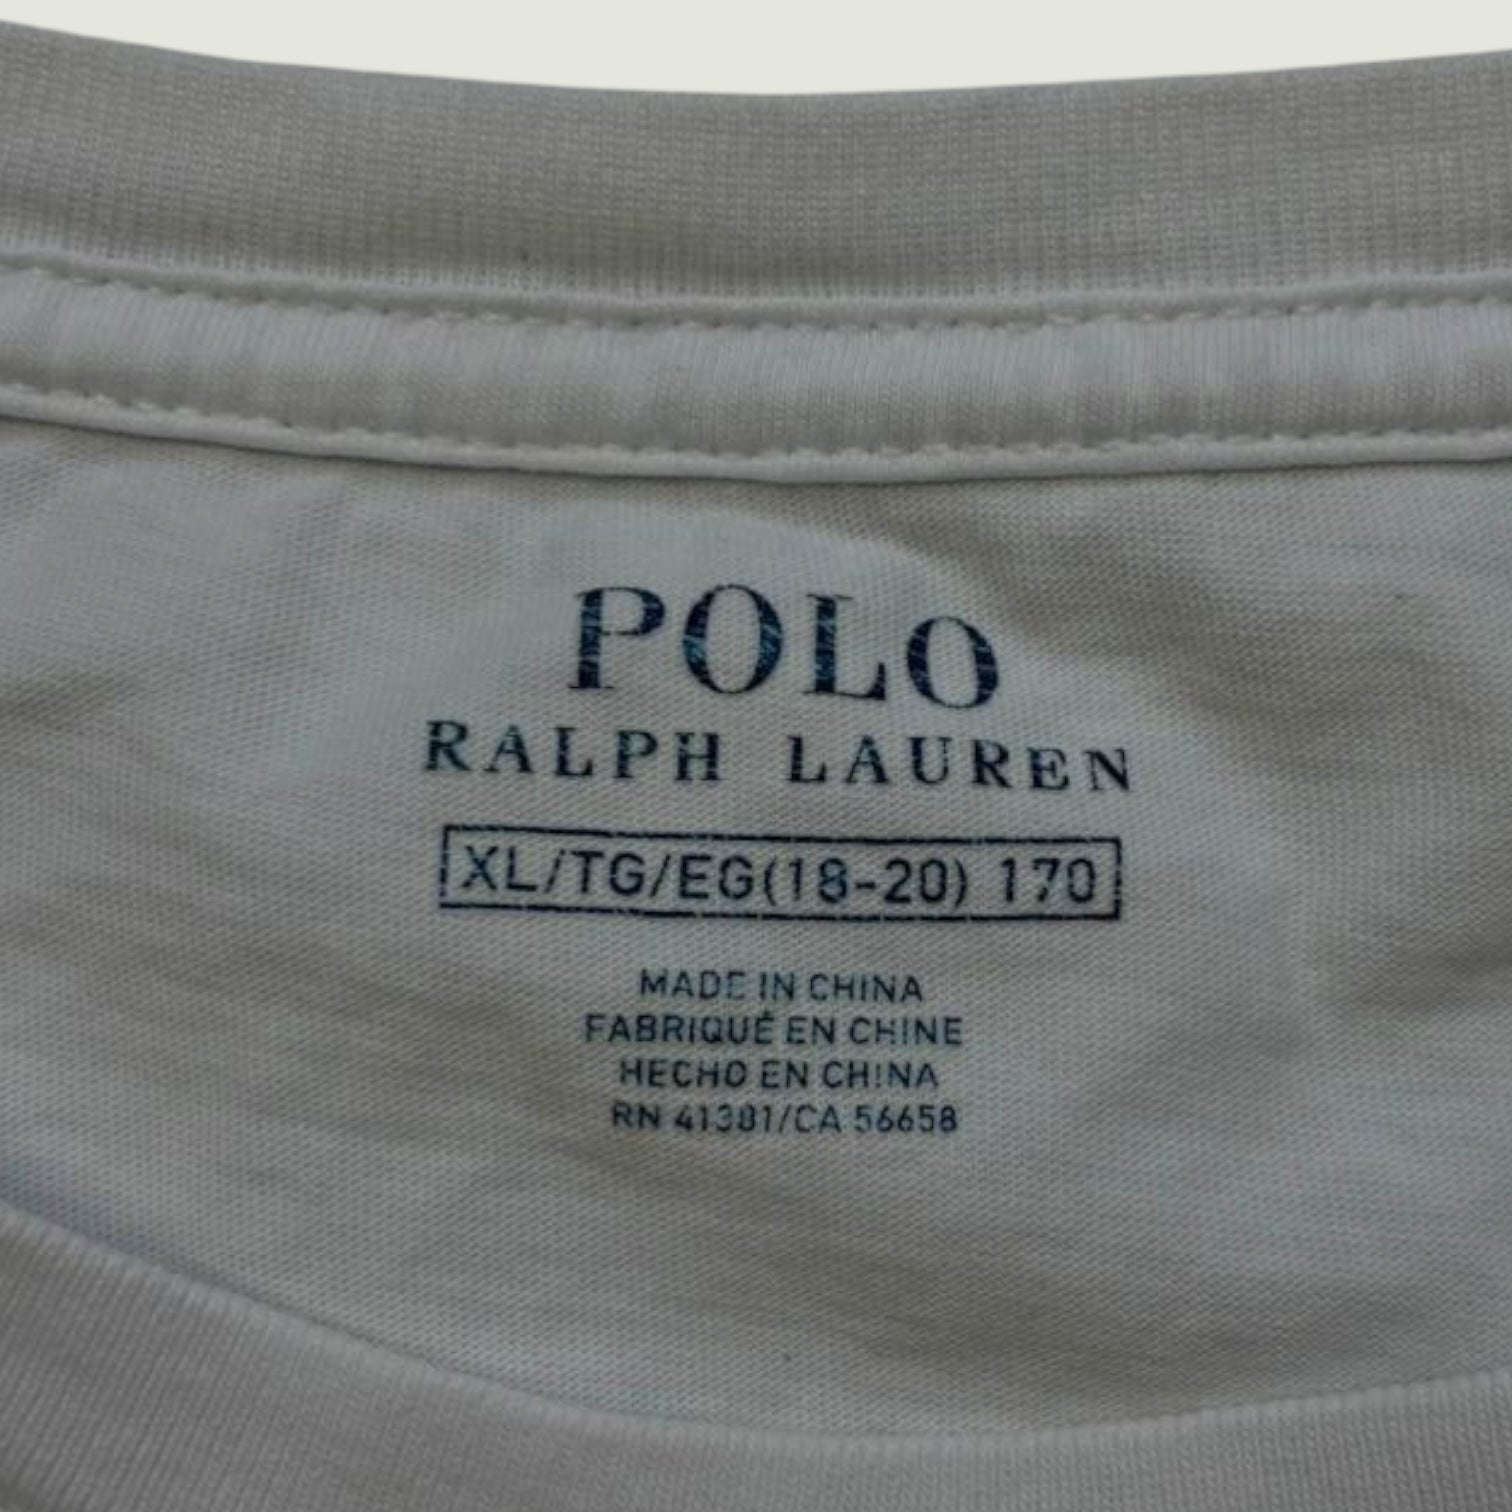 POLO
RALPH LAUREN
XL/TG/EG(18-20) 170
MADE IN CHINA
FABRIQUÉ EN CHINE
HECHO EN CHINA
RN 41381/CA 56658